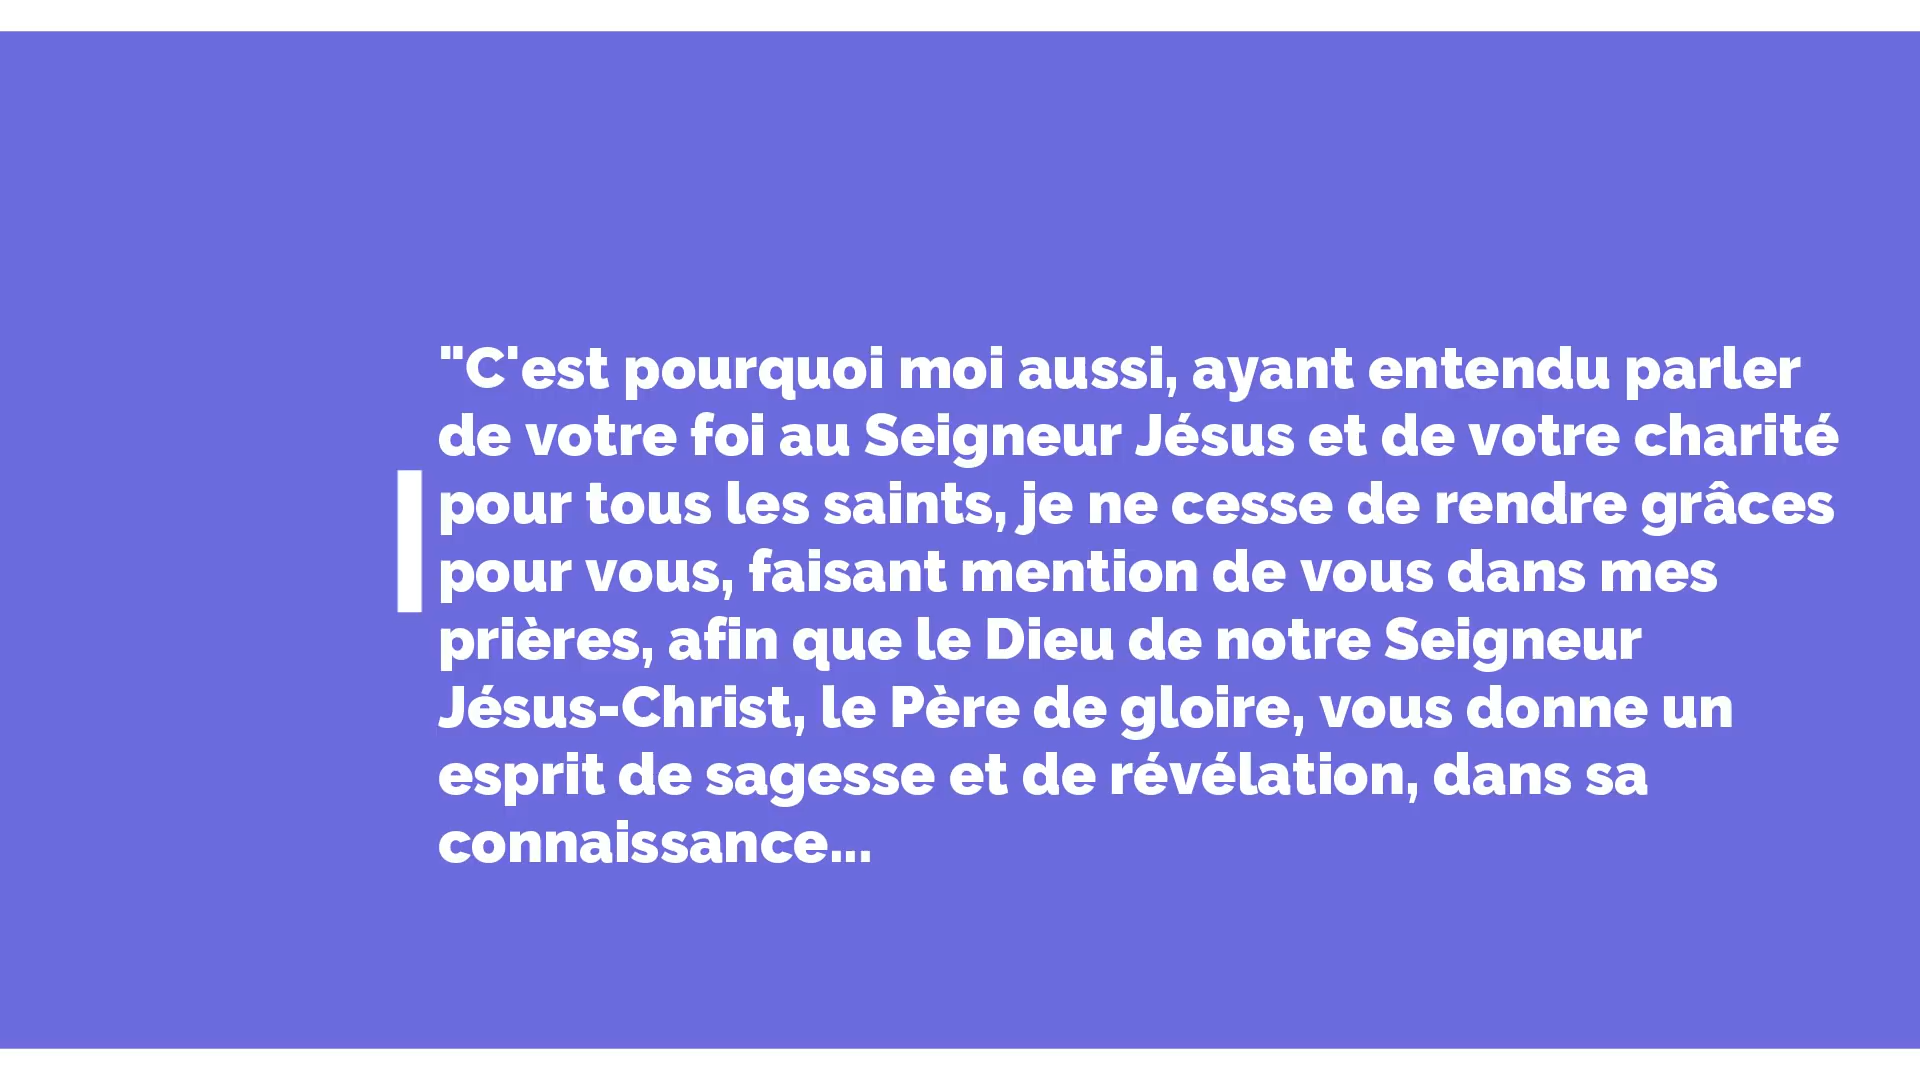 "C'est pourquoi moi aussi, ayant entendu parler
de votre foi au Seigneur Jésus et de votre charité
pour tous les saints, je ne cesse de rendre grâces
pour vous, faisant mention de vous dans mes
prières, afin que le Dieu de notre Seigneur
Jésus-Christ, le Père de gloire, vous donne un
esprit de sagesse et de révélation, dans sa
connaissance...